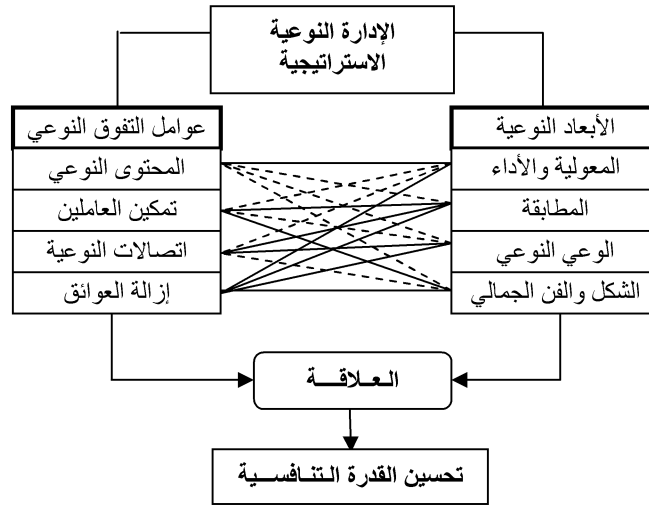 الإدارة النوعية
الاستراتيجية
الأبعاد النوعية
المعولية والأداء
المطابقة
الوعي النوعي
الشكل والفن الجمالي
عوامل التفوق النوعي
المحتوى النوعي
تمكين العاملين
اتصالات النوعية
إزالة العوائق
العلاقة
تحسين القدرة التنافسية